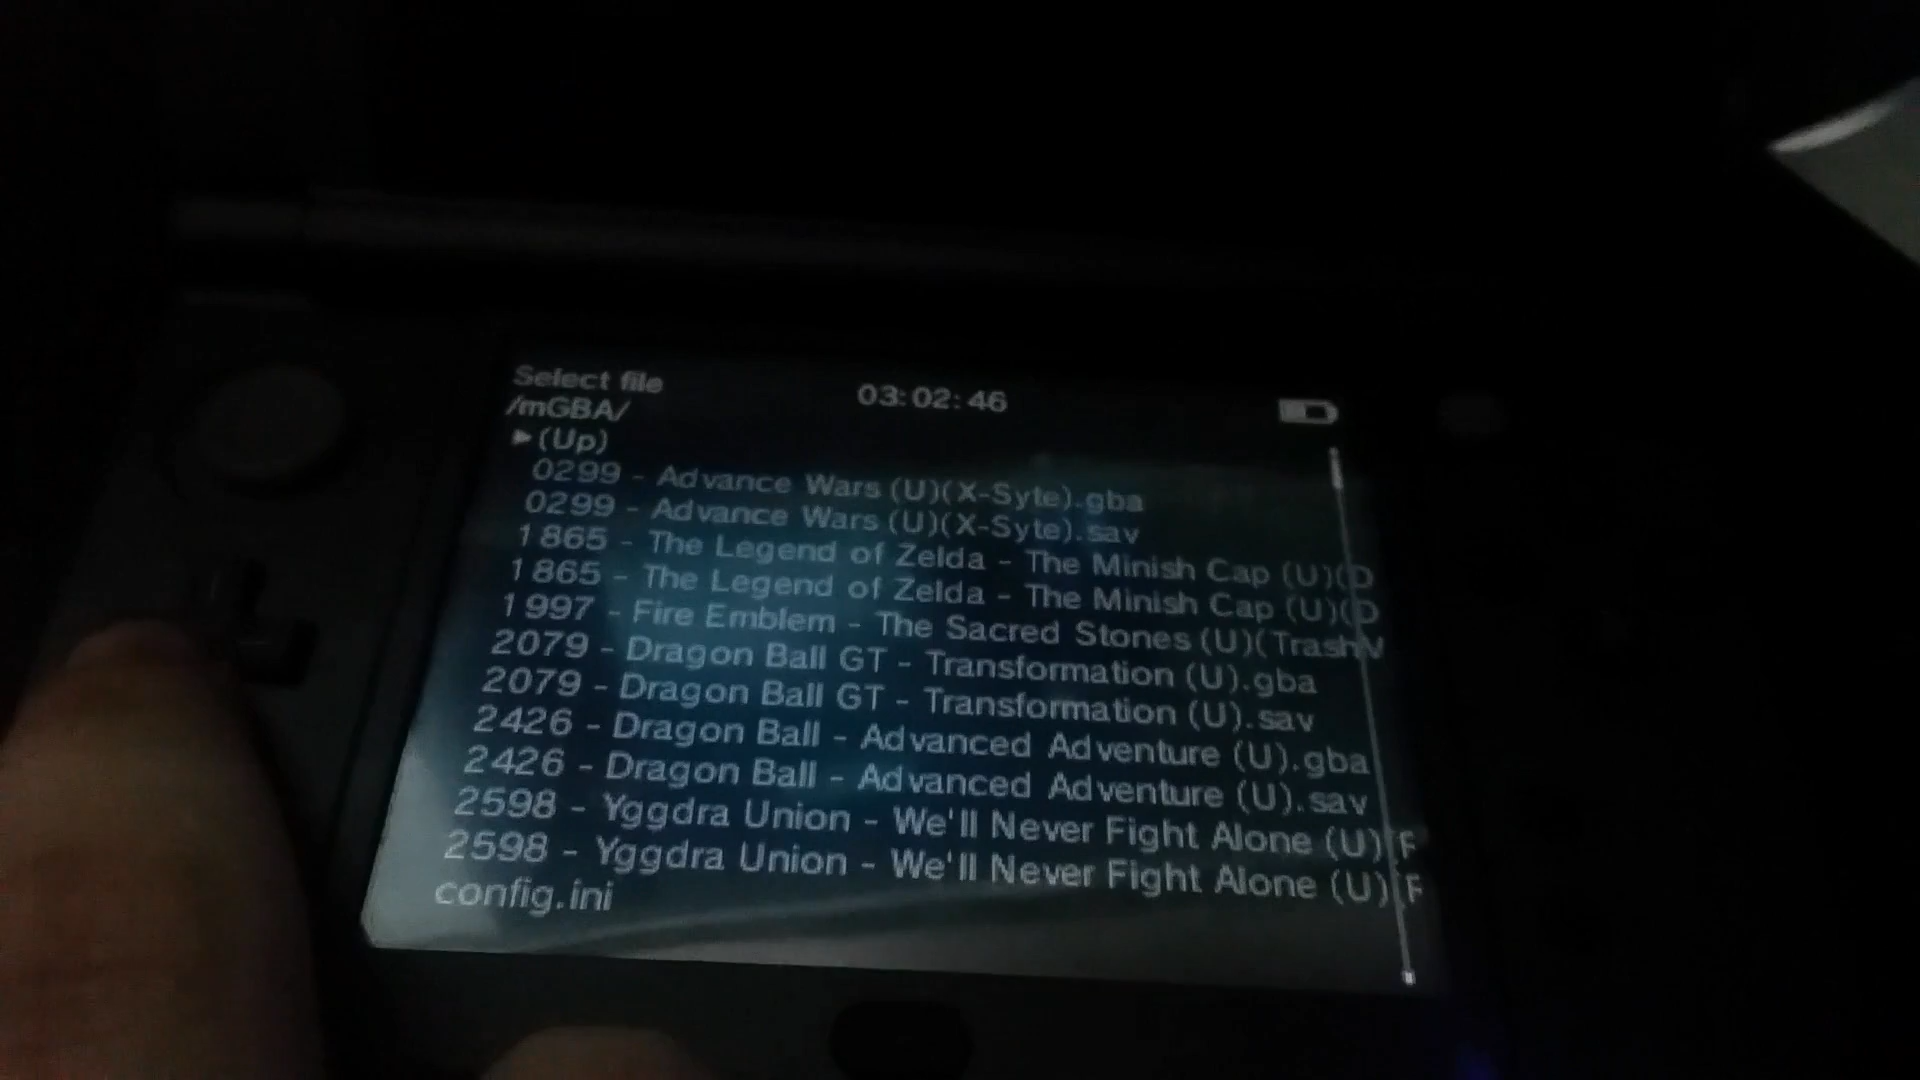 Select file
03:02:46
/mGBA/
(Up)
0299 - Advance Wars (U)(X-Syte).gba
0299 - Advance Wars (U)(X-Syte).sav
1865 - The Legend of Zelda - The Minish Cap (U)(D
1865 - The Legend of Zelda - The Minish Cap (U)(D
1997 - Fire Emblem - The Sacred Stones (U)(TrashM
2079 - Dragon Ball GT - Transformation (U).gba
2079 - Dragon Ball GT - Transformation (U).sav
2426 - Dragon Ball - Advanced Adventure (U).gba
2426 - Dragon Ball - Advanced Adventure (U).sav
2598 - Yggdra Union - We'll Never Fight Alone (U)(F
2598 - Yggdra Union - We'll Never Fight Alone (U)(F
config.ini